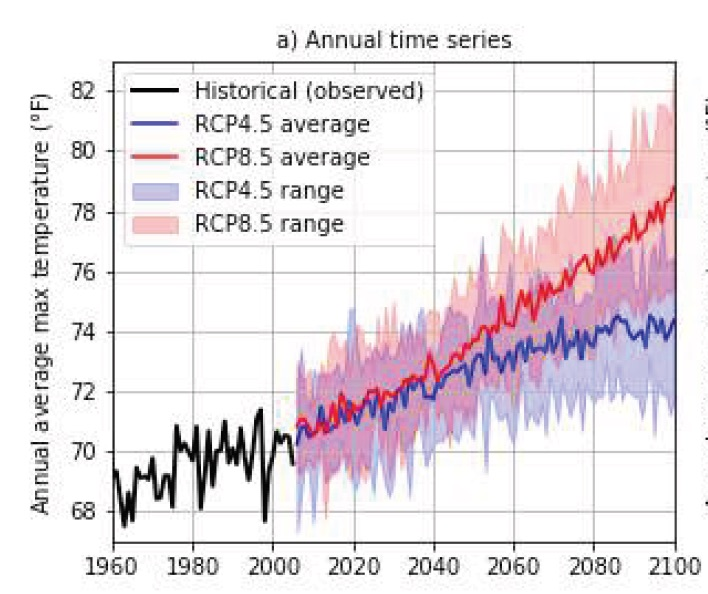 a) Annual time series
Annual average max temperature (°F)
82
80
78
76
74
72
70
68
Historical (observed)
RCP4.5 average
RCP8.5 average
RCP4.5 range
RCP8.5 range
1960 1980 2000 2020 2040 2060 2080 2100